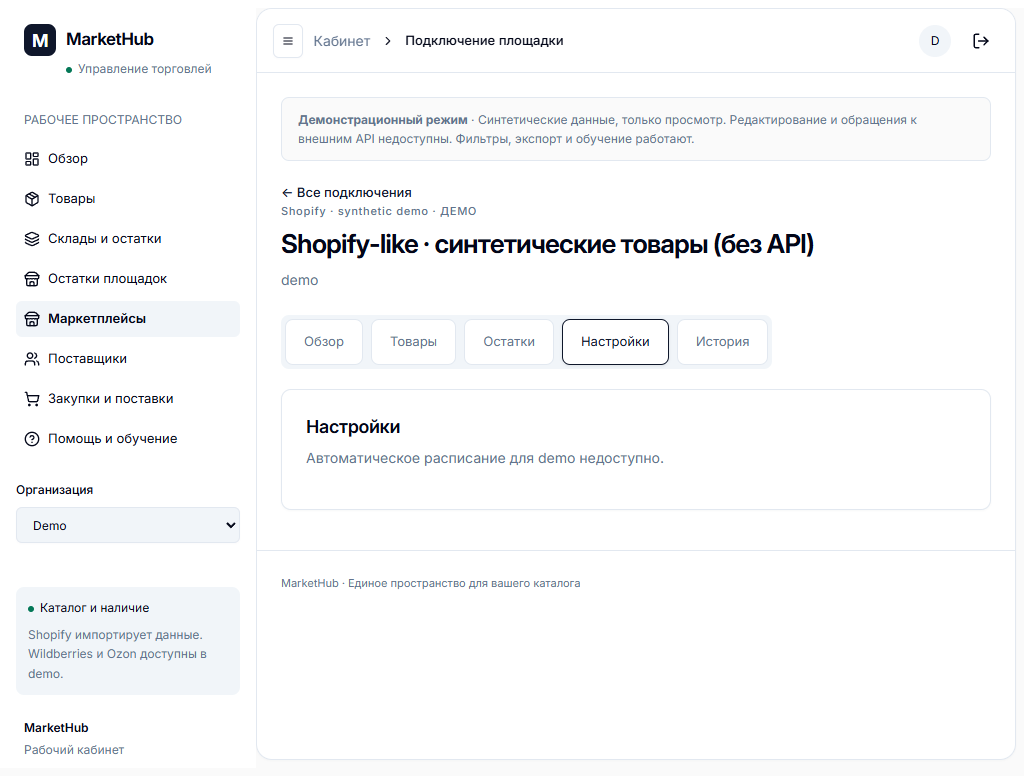 M MarketHub
Управление торговлей
РАБОЧЕЕ ПРОСТРАНСТВО
Обзор
Товары
Склады и остатки
Остатки площадок
Маркетплейсы
Поставщики
Закупки и поставки
Помощь и обучение
Организация
Demo
Каталог и наличие
Shopify импортирует данные.
Wildberries и Ozon доступны в
demo.
MarketHub
Рабочий кабинет
Кабинет > Подключение площадки
D
Демонстрационный режим · Синтетические данные, только просмотр. Редактирование и обращения к
внешним API недоступны. Фильтры, экспорт и обучение работают.
← Все подключения
Shopify · synthetic demo · ДЕМО
Shopify-like · синтетические товары (без API)
demo
Обзор Товары Остатки Настройки История
Настройки
Автоматическое расписание для demo недоступно.
MarketHub · Единое пространство для вашего каталога